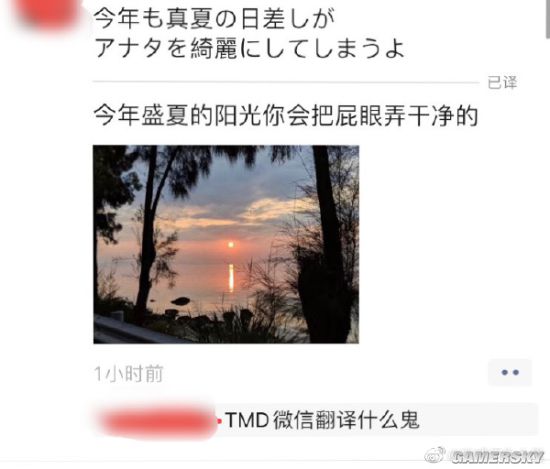 今年も真夏の日差しが
アナタを綺麗にしてしまうよ
已译
今年盛夏的阳光你会把屁眼弄干净的
1小时前
TMD微信翻译什么鬼
GAMERSKY